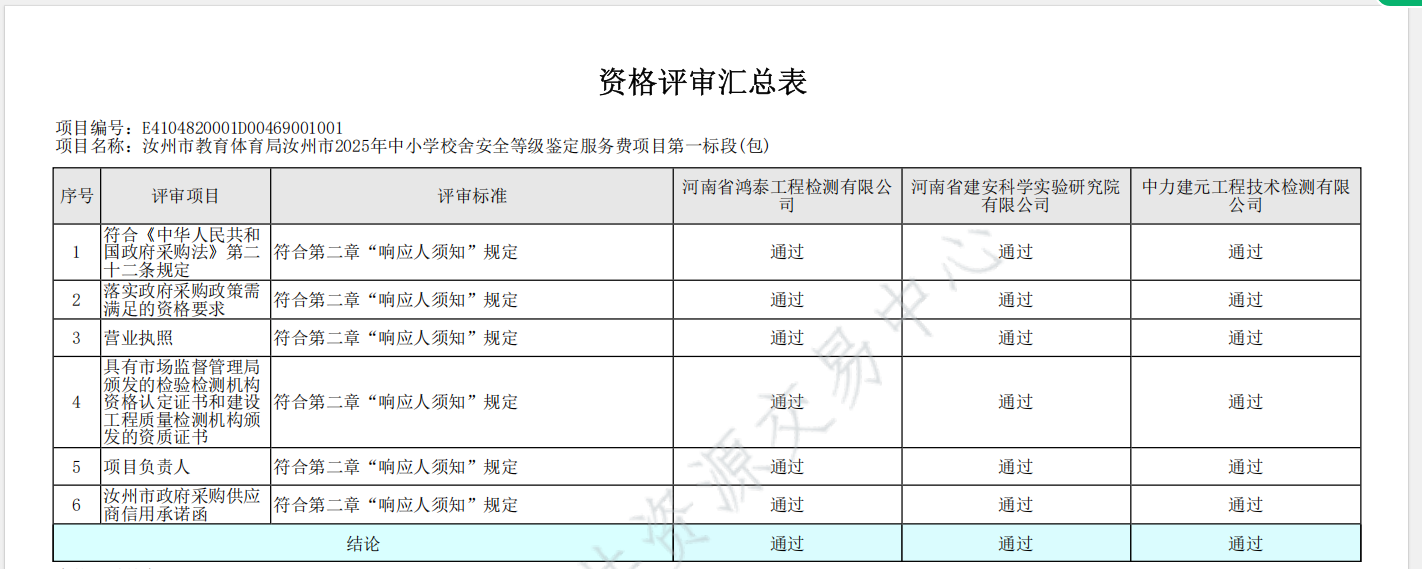 资格评审汇总表
项目编号：E4104820001D00469001001
项目名称：汝州市教育体育局汝州市2025年中小学校舍安全等级鉴定服务费项目第一标段(包)
序号 评审项目 评审标准 河南省鸿泰工程检测有限公 河南省建安科学实验研究院 中力建元工程技术检测有限
司 有限公司 公司
符合《中华人民共和
1 国政府采购法》第二 符合第二章“响应人须知”规定 通过 通过 通过
十二条规定
2 落实政府采购政策需 符合第二章“响应人须知”规定 通过 通过 通过
满足的资格要求
3 营业执照 符合第二章“响应人须知”规定 通过 通过 通过
具有市场监督管理局
颁发的检验检测机构
4 资格认定证书和建设 符合第二章“响应人须知”规定 通过 通过 通过
工程质量检测机构颁
发的资质证书
5 项目负责人 符合第二章“响应人须知”规定 通过 通过 通过
6 汝州市政府采购供应 符合第二章“响应人须知”规定 通过 通过 通过
商信用承诺函
结论 通过 通过 通过
资源交易中心